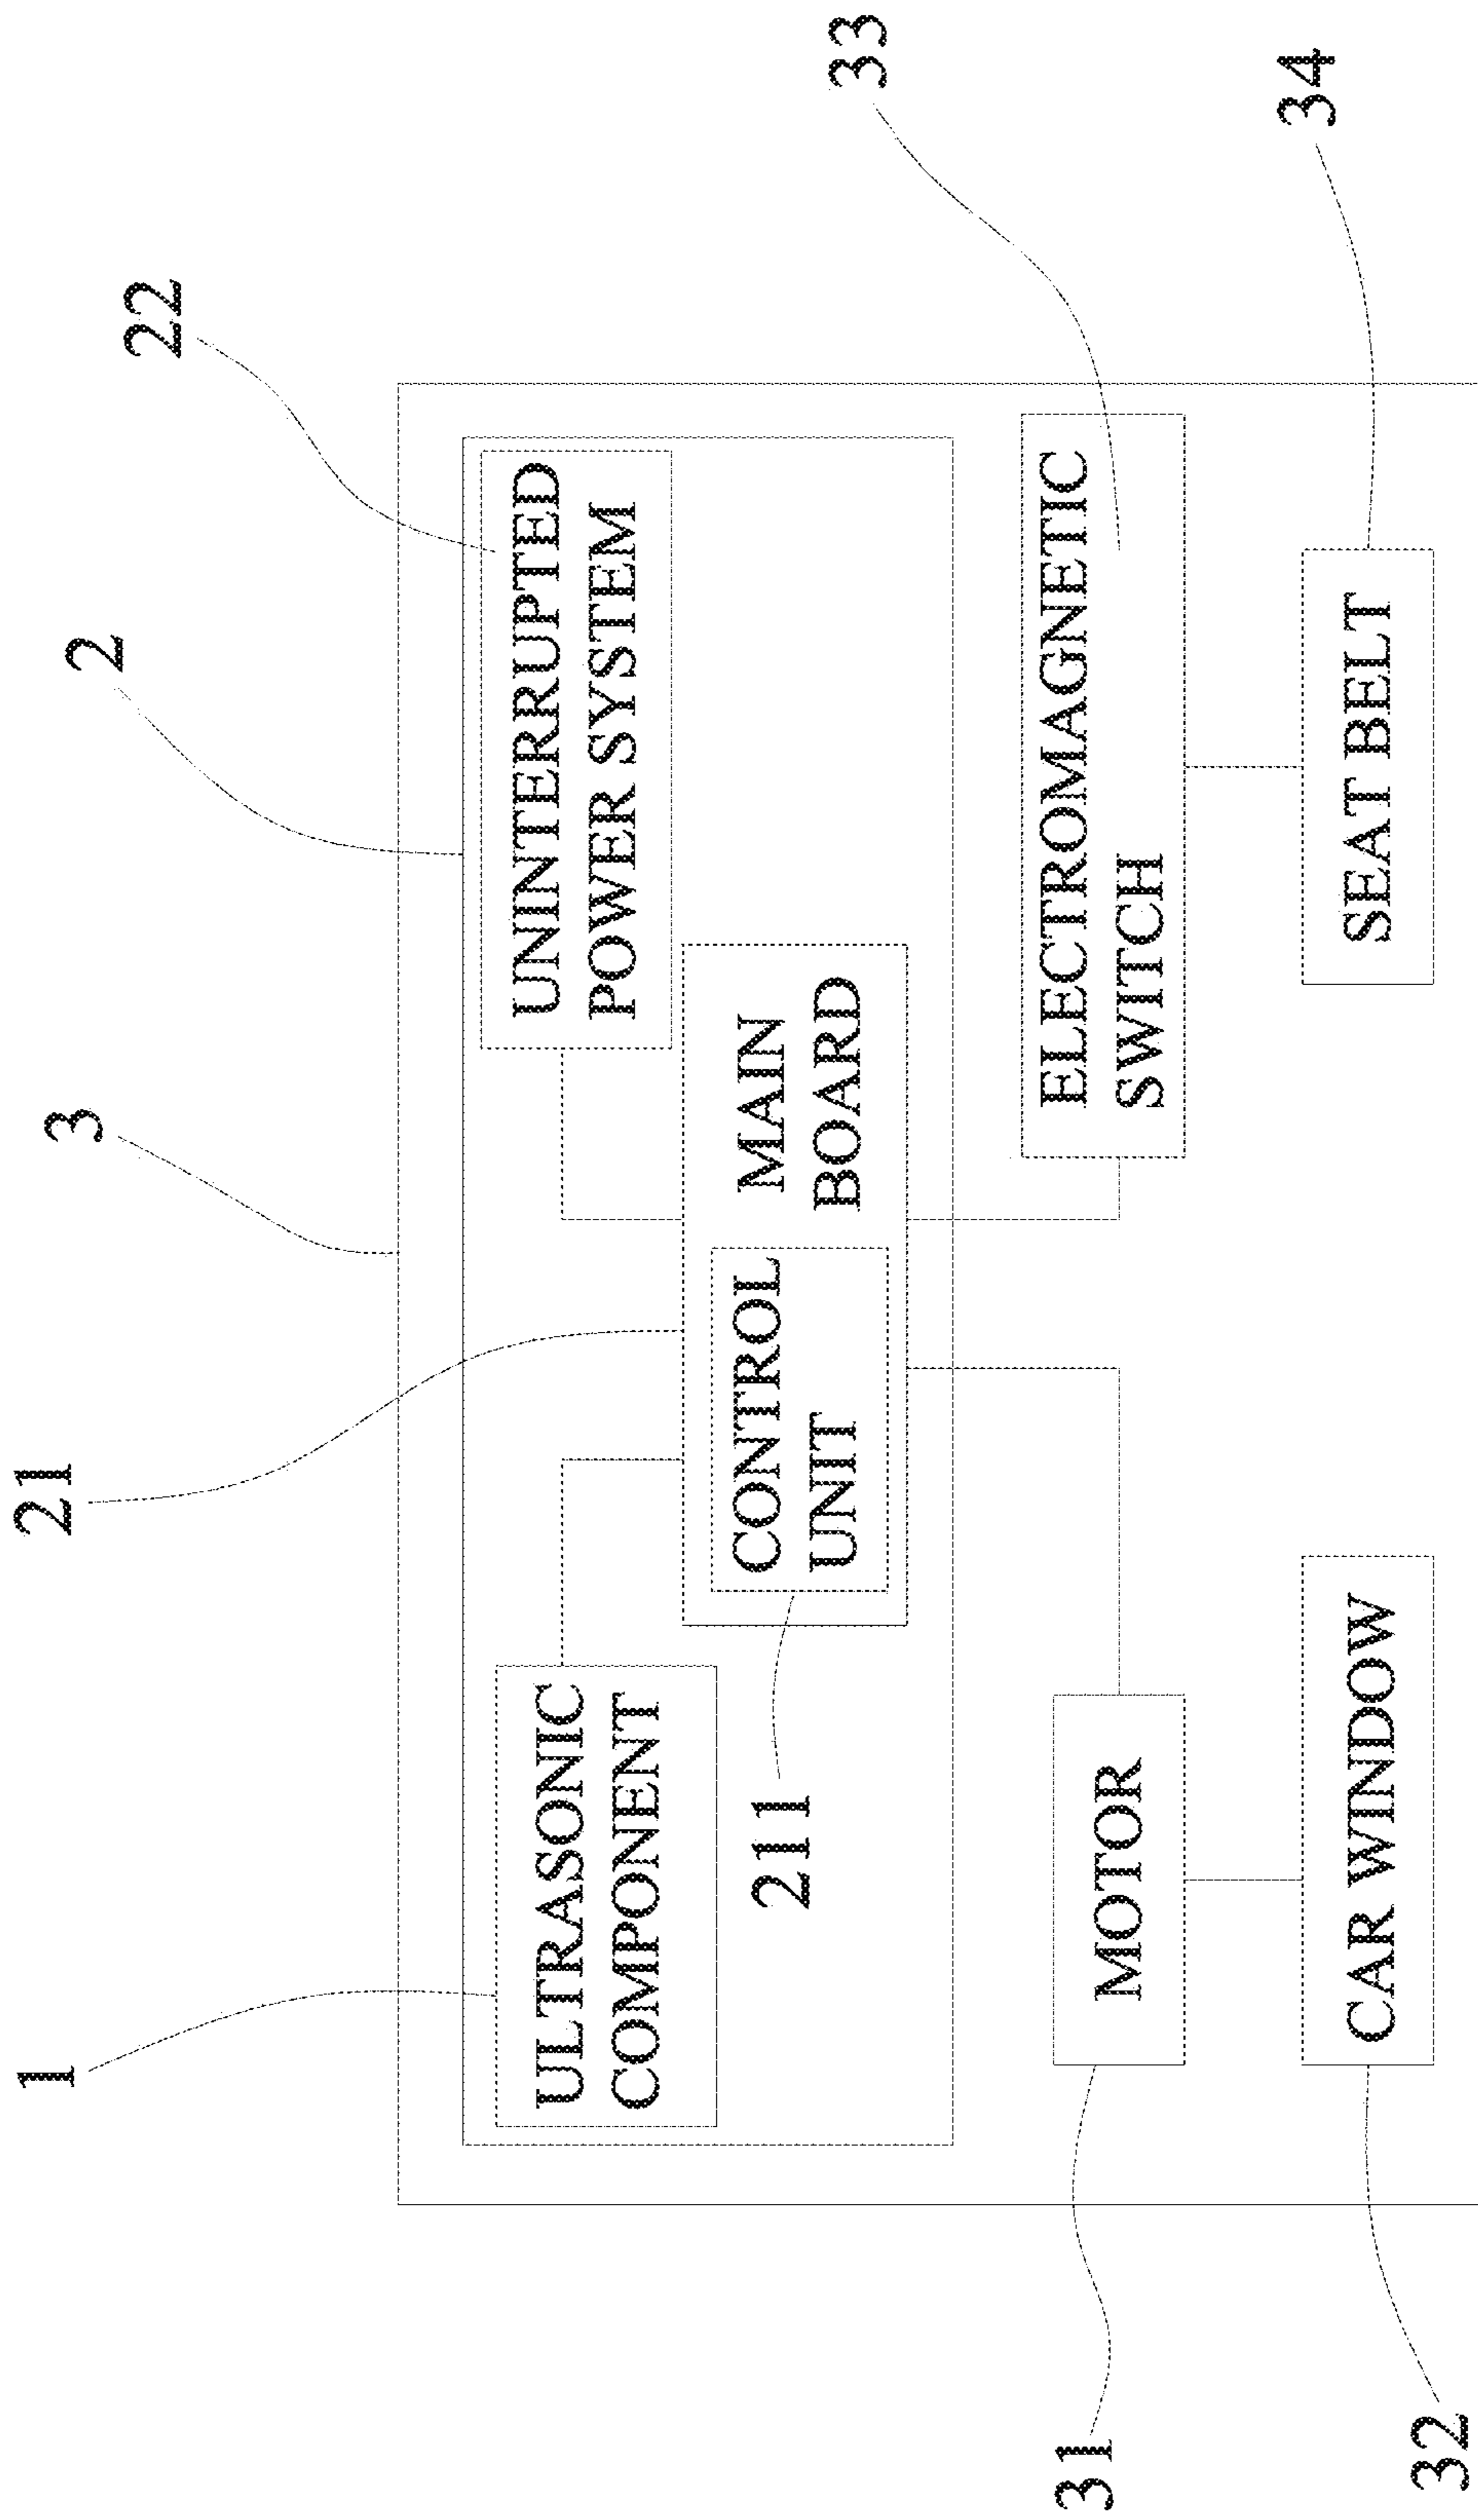 1
21
3
2
22
ULTRASONIC
COMPONENT
UNINTERRUPTED
POWER SYSTEM
CONTROL
UNIT
MAIN
BOARD
211
33
MOTOR
ELECTROMAGNETIC
SWITCH
31
34
CAR WINDOW
SEAT BELT
32